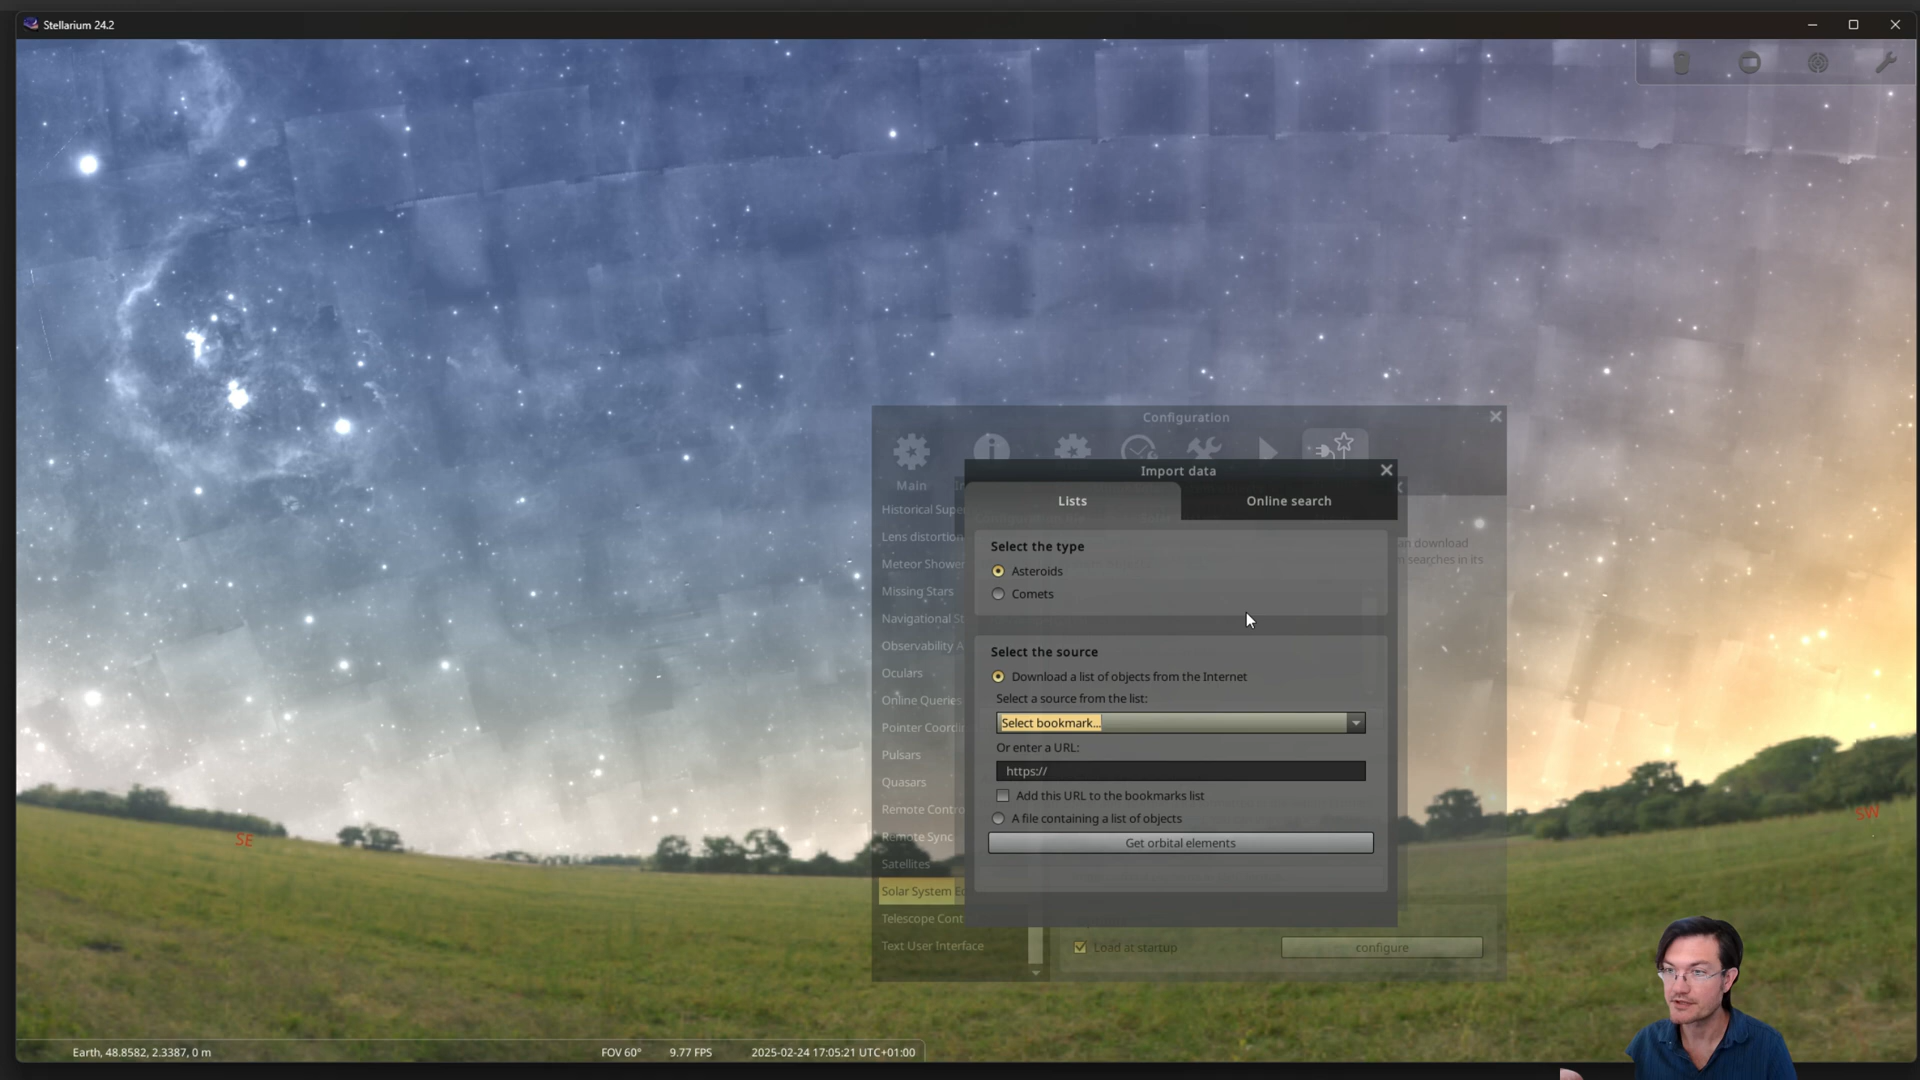 Stellarium 24.2
Configuration
Main
Import data
Lists
Online search
Historical Supe
Lens distortion
Meteor Shower
Missing Stars
Navigational St
Observability A
Oculars
Online Queries
Pointer Coordin
Pulsars
Quasars
Remote Contro
Remote Sync
Satellites
Solar System Ed
Telescope Cont
Text User Interface
Select the type
Asteroids
Comets
an download
n searches in its
Select the source
Download a list of objects from the Internet
Select a source from the list:
Select bookmark...
Or enter a URL:
https://
Add this URL to the bookmarks list
A file containing a list of objects
Get orbital elements
Load at startup
configure
SE
SW
Earth, 48.8582, 2.3387, 0 m
FOV 60°
9.77 FPS
2025-02-24 17:05:21 UTC+01:00